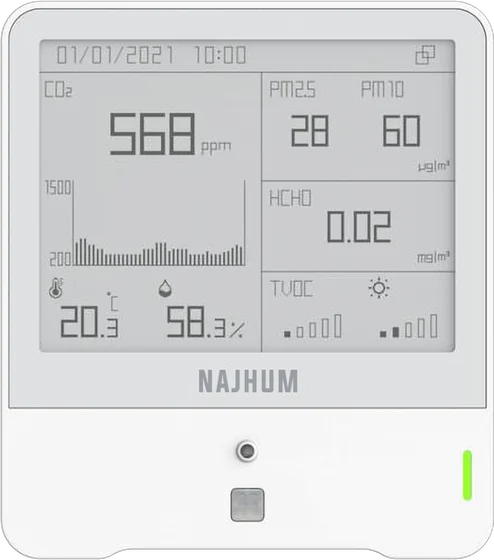 01/01/2021 10:00
CO₂
568 ppm
1500
200
°C
20.3
58.3%
PM2.5 PM10
28 60
µg/m³
HCHO
0.02
mg/m³
TVOC
NAJHUM